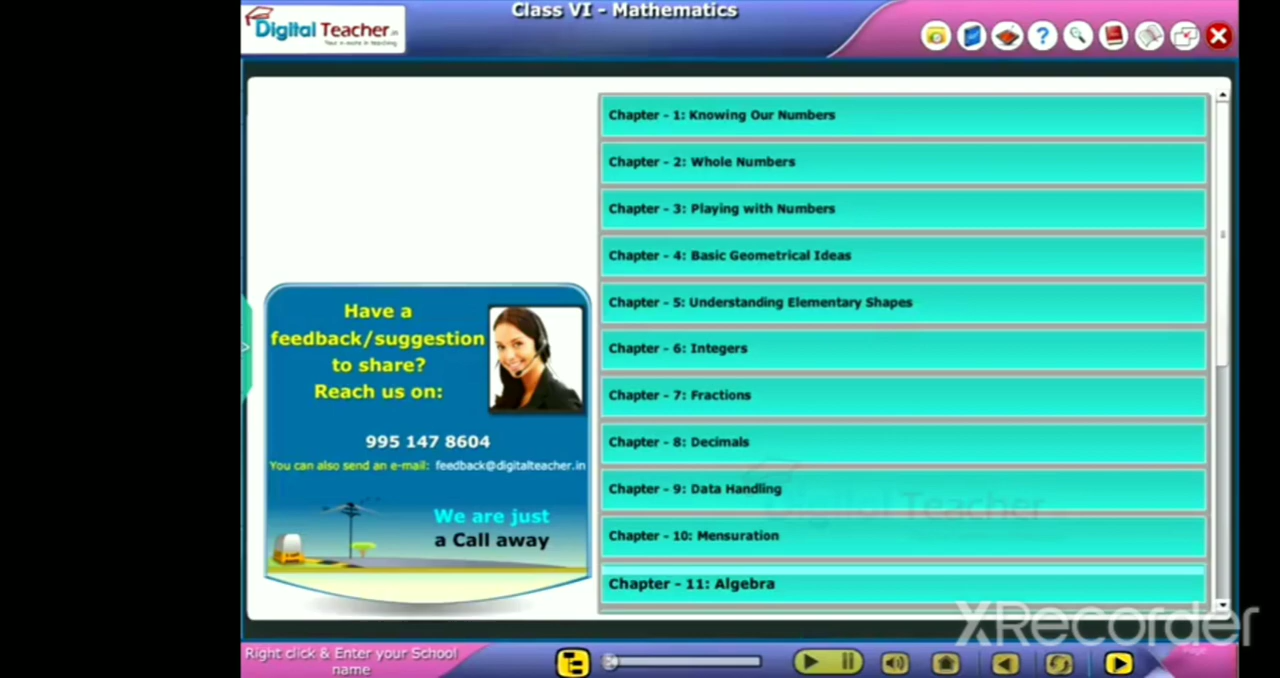 Class VI - Mathematics
Digital Teacher.in
Chapter - 1: Knowing Our Numbers
Chapter - 2: Whole Numbers
Chapter - 3: Playing with Numbers
Chapter - 4: Basic Geometrical Ideas
Chapter - 5: Understanding Elementary Shapes
Chapter - 6: Integers
Chapter - 7: Fractions
Chapter - 8: Decimals
Chapter - 9: Data Handling
Chapter - 10: Mensuration
Chapter - 11: Algebra
Have a
feedback/suggestion
to share?
Reach us on:
995 147 8604
You can also send an e-mail: feedback@digitalteacher.in
We are just
a Call away
Digital Teacher
XRecorder
Page
Right click & Enter your School
name